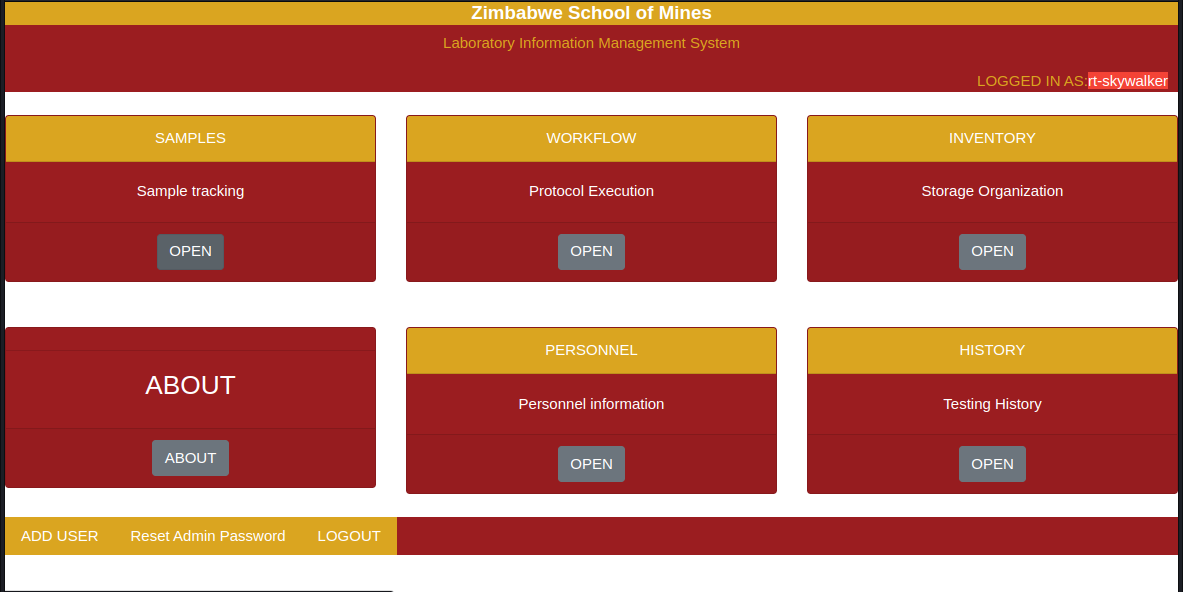 Zimbabwe School of Mines
Laboratory Information Management System
LOGGED IN AS:rt-skywalker
SAMPLES
Sample tracking
OPEN
WORKFLOW
Protocol Execution
OPEN
INVENTORY
Storage Organization
OPEN
ABOUT
ABOUT
PERSONNEL
Personnel information
OPEN
HISTORY
Testing History
OPEN
ADD USER Reset Admin Password LOGOUT